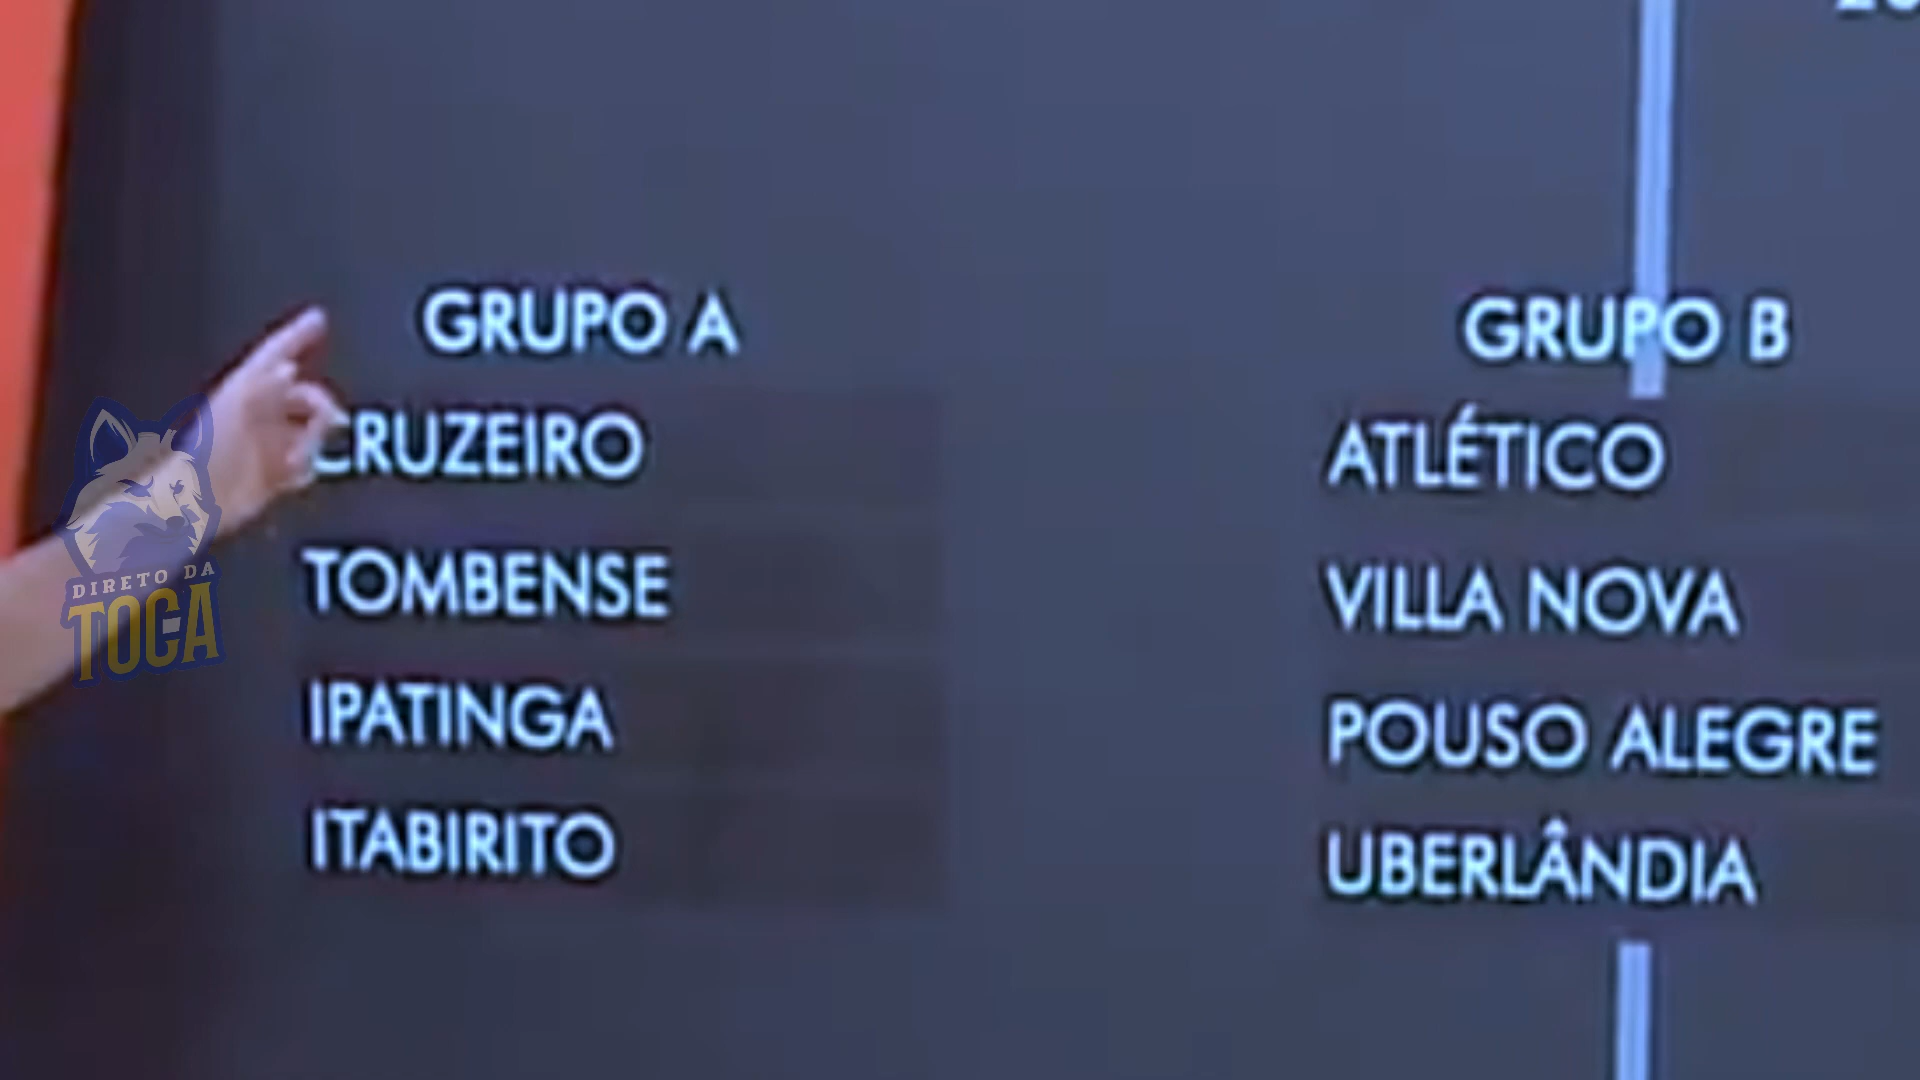 GRUPO A
CRUZEIRO
TOMBENSE
IPATINGA
ITABIRITO
GRUPO B
ATLÉTICO
VILLA NOVA
POUSO ALEGRE
UBERLÂNDIA
DIRETO DA
TOCA